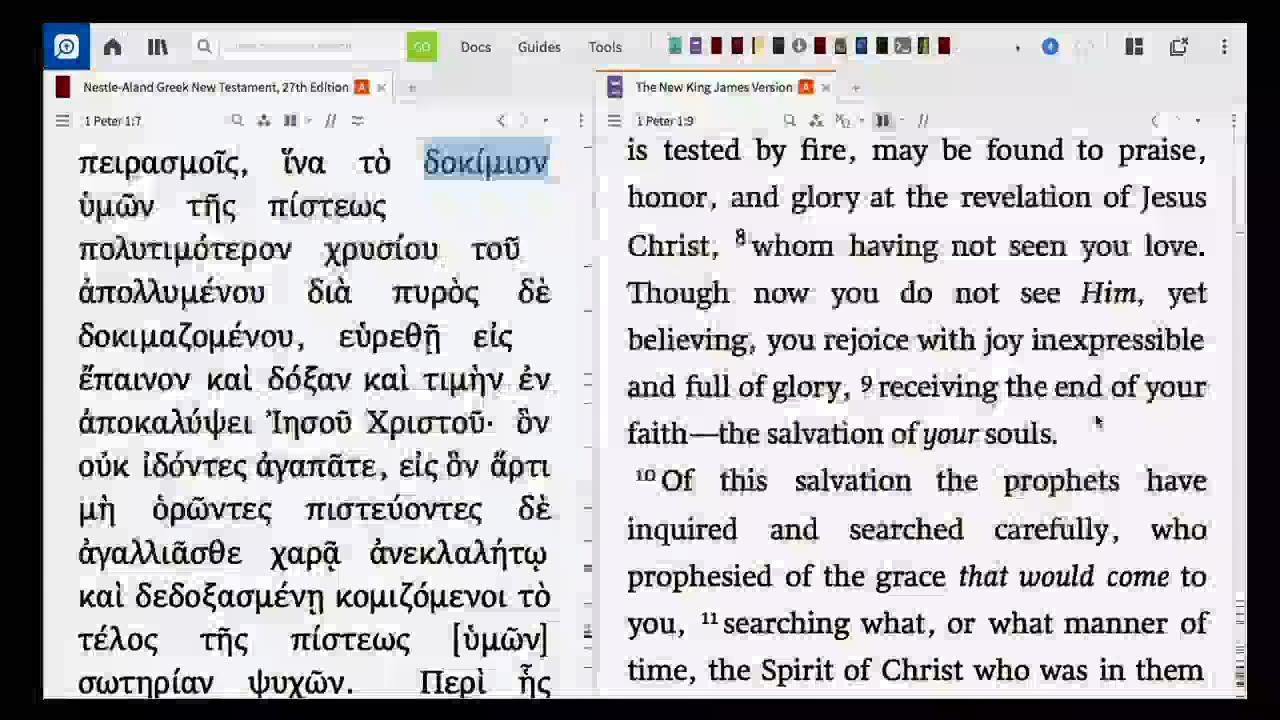 GO Docs Guides Tools
Nestle-Aland Greek New Testament, 27th Edition A
1 Peter 1:7
πειρασμοῖς, ἵνα τὸ δοκίμιον
ὑμῶν τῆς πίστεως
πολυτιμότερον χρυσίου τοῦ
ἀπολλυμένου διὰ πυρὸς δὲ
δοκιμαζομένου, εὑρεθῇ εἰς
ἔπαινον καὶ δόξαν καὶ τιμὴν ἐν
ἀποκαλύψει Ἰησοῦ Χριστοῦ· ὃν
οὐκ ἰδόντες ἀγαπᾶτε, εἰς ὃν ἄρτι
μὴ ὁρῶντες πιστεύοντες δὲ
ἀγαλλιᾶσθε χαρᾷ ἀνεκλαλήτῳ
καὶ δεδοξασμένῃ κομιζόμενοι τὸ
τέλος τῆς πίστεως [ὑμῶν]
σωτηρίαν ψυχῶν. Περὶ ἧς
The New King James Version A
1 Peter 1:9
is tested by fire, may be found to praise,
honor, and glory at the revelation of Jesus
Christ, 8 whom having not seen you love.
Though now you do not see Him, yet
believing, you rejoice with joy inexpressible
and full of glory, 9 receiving the end of your
faith—the salvation of your souls.
10 Of this salvation the prophets have
inquired and searched carefully, who
prophesied of the grace that would come to
you, 11 searching what, or what manner of
time, the Spirit of Christ who was in them